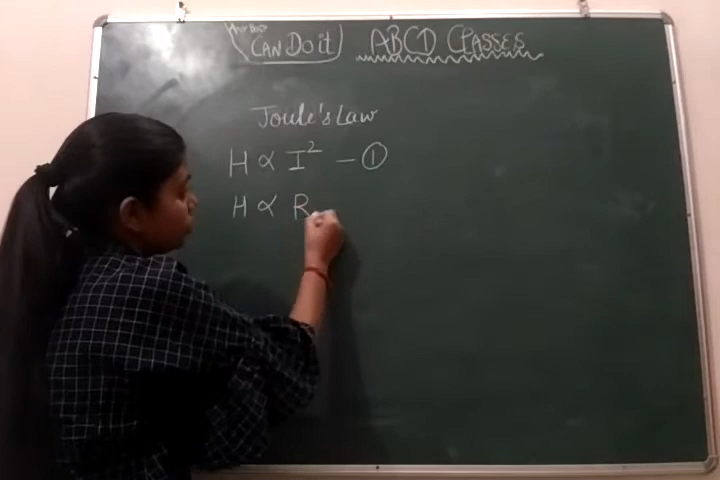 CAN DO it ABCD CLASSES
Joule's Law
H ∝ I² – ①
H ∝ R